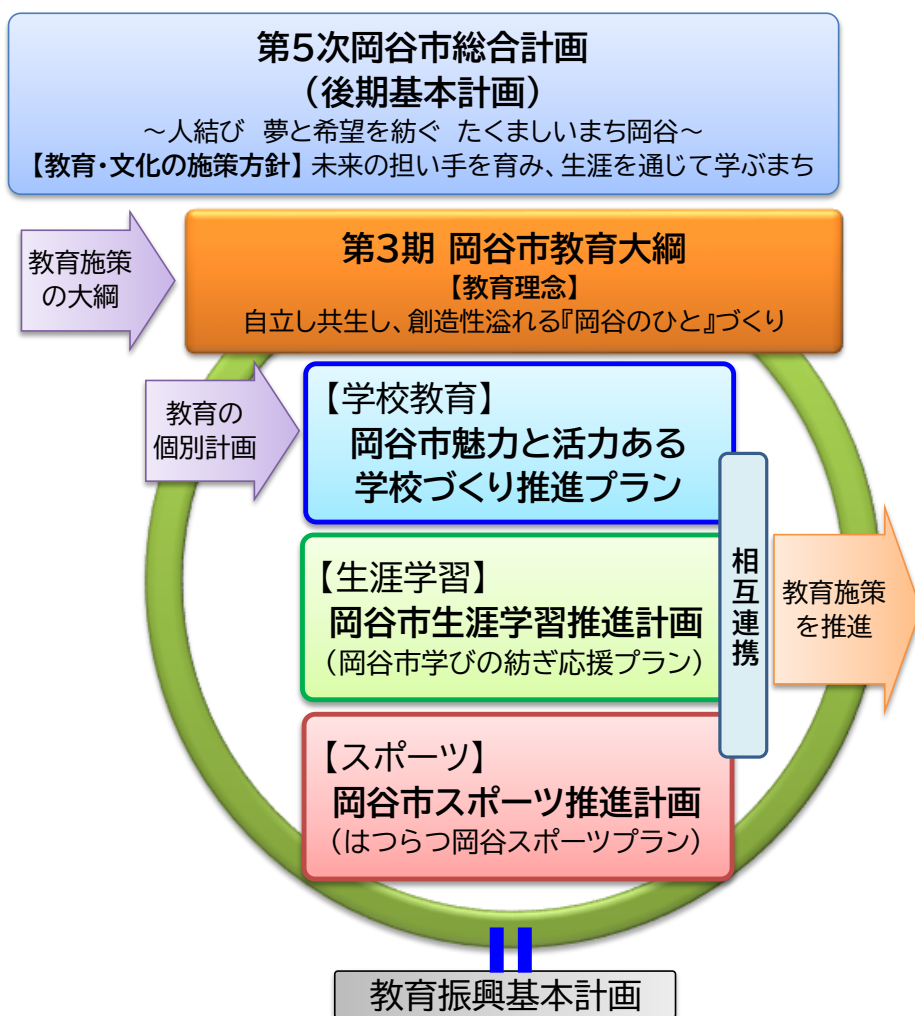 第5次岡谷市総合計画
（後期基本計画）
～人結び 夢と希望を紡ぐ たくましいまち岡谷～
【教育・文化の施策方針】未来の担い手を育み、生涯を通じて学ぶまち
教育施策
の大綱
第3期 岡谷市教育大綱
【教育理念】
自立し共生し、創造性溢れる『岡谷のひと』づくり
教育の
個別計画
【学校教育】
岡谷市魅力と活力ある
学校づくり推進プラン
【生涯学習】
岡谷市生涯学習推進計画
（岡谷市学びの紡ぎ応援プラン）
【スポーツ】
岡谷市スポーツ推進計画
（はつらつ岡谷スポーツプラン）
相互連携
教育施策
を推進
教育振興基本計画